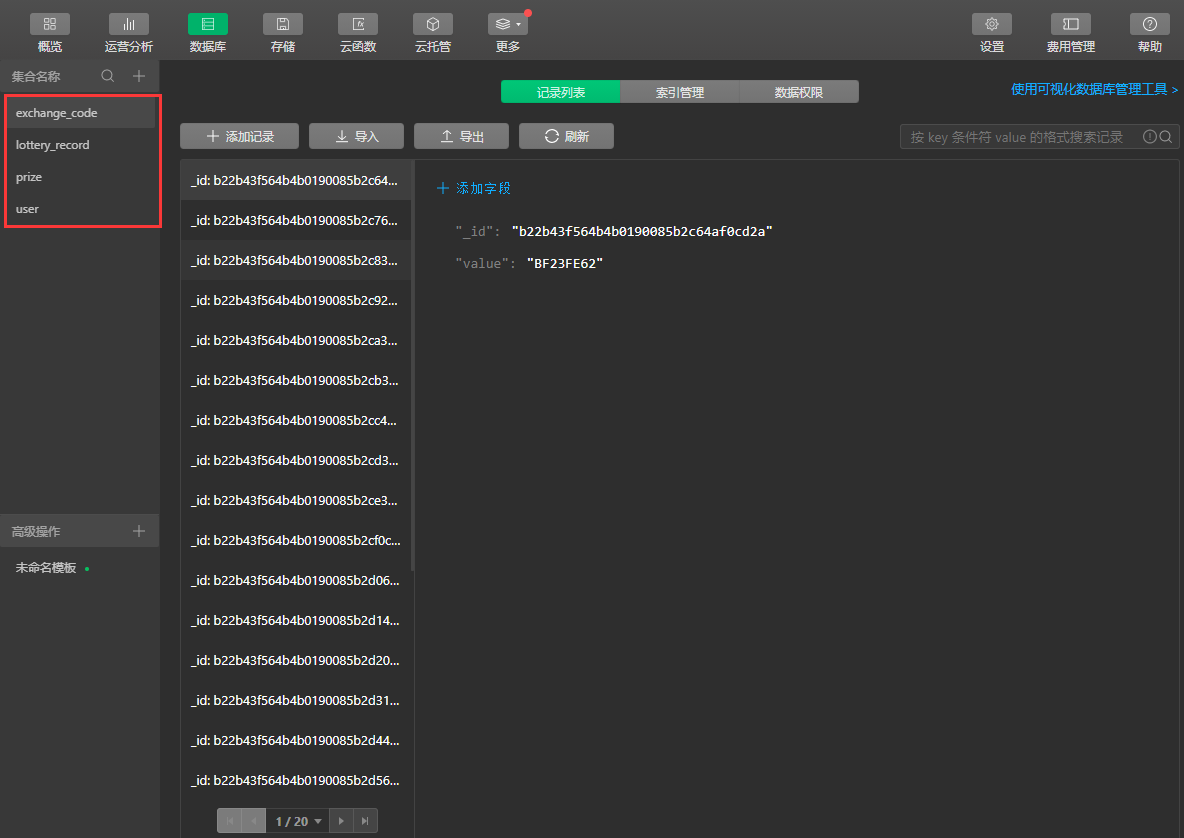 概览
运营分析
数据库
存储
云函数
云托管
更多
设置
费用管理
帮助
集合名称
exchange_code
lottery_record
prize
user
高级操作
未命名模板
记录列表
索引管理
数据权限
使用可视化数据库管理工具 >
添加记录
导入
导出
刷新
按 key 条件符 value 的格式搜索记录
_id: b22b43f564b4b0190085b2c64...
_id: b22b43f564b4b0190085b2c76...
_id: b22b43f564b4b0190085b2c83...
_id: b22b43f564b4b0190085b2c92...
_id: b22b43f564b4b0190085b2ca3...
_id: b22b43f564b4b0190085b2cb3...
_id: b22b43f564b4b0190085b2cc4...
_id: b22b43f564b4b0190085b2cd3...
_id: b22b43f564b4b0190085b2ce3...
_id: b22b43f564b4b0190085b2cf0c...
_id: b22b43f564b4b0190085b2d06...
_id: b22b43f564b4b0190085b2d14...
_id: b22b43f564b4b0190085b2d20...
_id: b22b43f564b4b0190085b2d31...
_id: b22b43f564b4b0190085b2d44...
_id: b22b43f564b4b0190085b2d56...
1 / 20
添加字段
"_id": "b22b43f564b4b0190085b2c64af0cd2a"
"value": "BF23FE62"